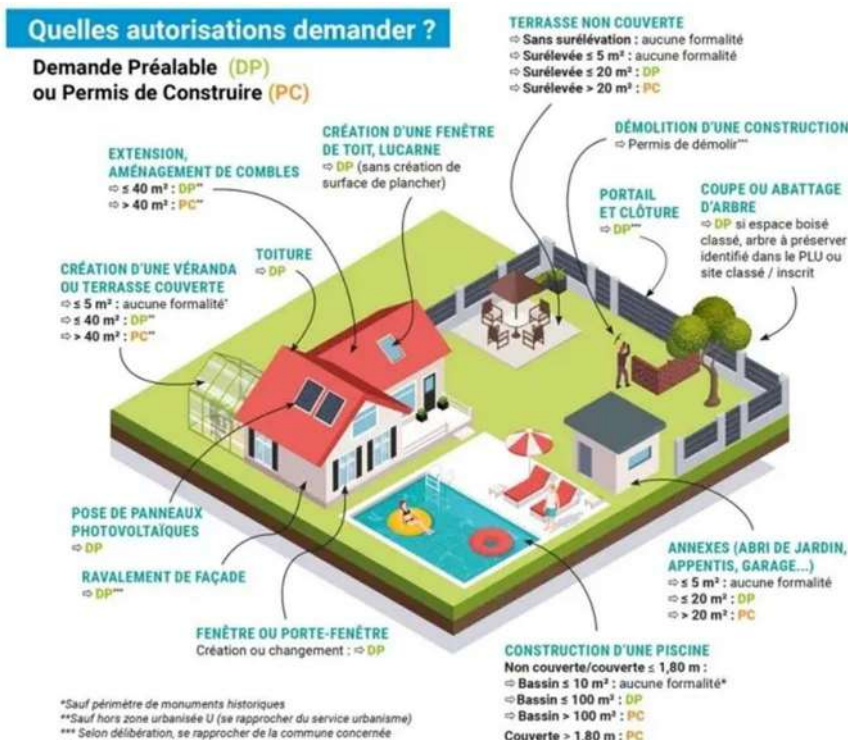 Quelles autorisations demander ?
Demande Préalable (DP)
ou Permis de Construire (PC)
TERRASSE NON COUVERTE
⇨ Sans surélévation : aucune formalité
⇨ Surélevée ≤ 5 m² : aucune formalité
⇨ Surélevée ≤ 20 m² : DP
⇨ Surélevée > 20 m² : PC
EXTENSION,
AMÉNAGEMENT DE COMBLES
⇨ ≤ 40 m² : DP**
⇨ > 40 m² : PC**
CRÉATION D'UNE FENÊTRE
DE TOIT, LUCARNE
⇨ DP (sans création de
surface de plancher)
DÉMOLITION D'UNE CONSTRUCTION
⇨ Permis de démolir***
PORTAIL
ET CLÔTURE
⇨ DP***
COUPE OU ABATTAGE
D'ARBRE
⇨ DP si espace boisé
classé, arbre à préserver
identifié dans le PLU ou
site classé / inscrit
CRÉATION D'UNE VÉRANDA
OU TERRASSE COUVERTE
⇨ ≤ 5 m² : aucune formalité*
⇨ ≤ 40 m² : DP**
⇨ > 40 m² : PC**
TOITURE
⇨ DP
POSE DE PANNEAUX
PHOTOVOLTAÏQUES
⇨ DP
RAVALEMENT DE FAÇADE
⇨ DP***
FENÊTRE OU PORTE-FENÊTRE
Création ou changement : ⇨ DP
ANNEXES (ABRI DE JARDIN,
APPENTIS, GARAGE...)
⇨ ≤ 5 m² : aucune formalité
⇨ ≤ 20 m² : DP
⇨ > 20 m² : PC
CONSTRUCTION D'UNE PISCINE
Non couverte/couverte ≤ 1,80 m :
⇨ Bassin ≤ 10 m² : aucune formalité*
⇨ Bassin ≤ 100 m² : DP
⇨ Bassin > 100 m² : PC
Couverte > 1,80 m : PC
*Sauf périmètre de monuments historiques
**Sauf hors zone urbanisée U (se rapprocher du service urbanisme)
*** Selon délibération, se rapprocher de la commune concernée